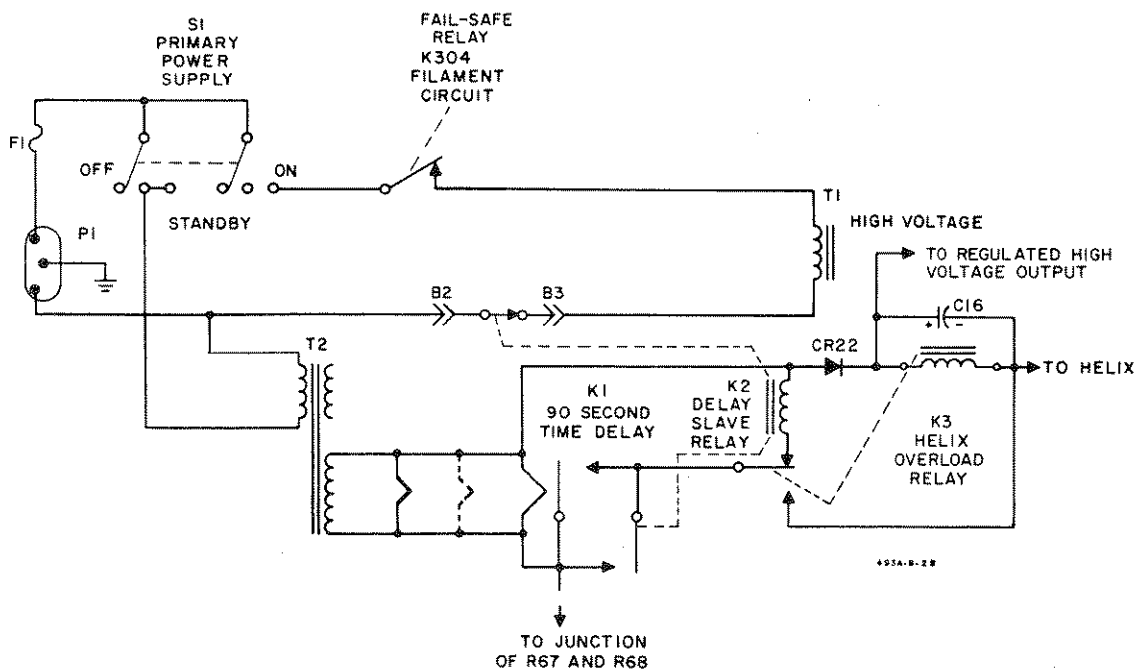 S1
PRIMARY
POWER
SUPPLY
FAIL-SAFE
RELAY
K304
FILAMENT
CIRCUIT
F1
OFF
ON
STANDBY
P1
T1
HIGH VOLTAGE
TO REGULATED HIGH
VOLTAGE OUTPUT
B2
B3
C16
+ -
T2
CR22
TO HELIX
K1
90 SECOND
TIME DELAY
K2
DELAY
SLAVE
RELAY
K3
HELIX
OVERLOAD
RELAY
TO JUNCTION
OF R67 AND R68